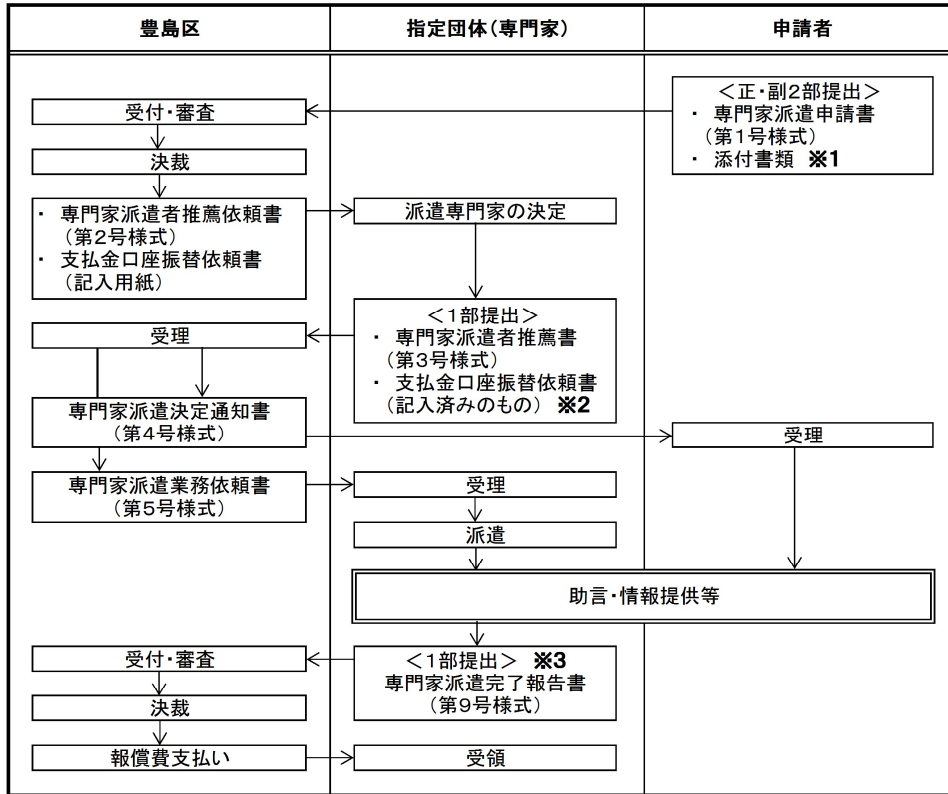 豊島区
指定団体(専門家)
申請者
＜正・副2部提出＞
・ 専門家派遣申請書
(第1号様式)
・ 添付書類 ※1
受付・審査
決裁
・ 専門家派遣者推薦依頼書
(第2号様式)
・ 支払金口座振替依頼書
(記入用紙)
派遣専門家の決定
＜1部提出＞
・ 専門家派遣者推薦書
(第3号様式)
・ 支払金口座振替依頼書
(記入済みのもの) ※2
受理
専門家派遣決定通知書
(第4号様式)
受理
専門家派遣業務依頼書
(第5号様式)
受理
派遣
助言・情報提供等
＜1部提出＞ ※3
専門家派遣完了報告書
(第9号様式)
受付・審査
決裁
報償費支払い
受領